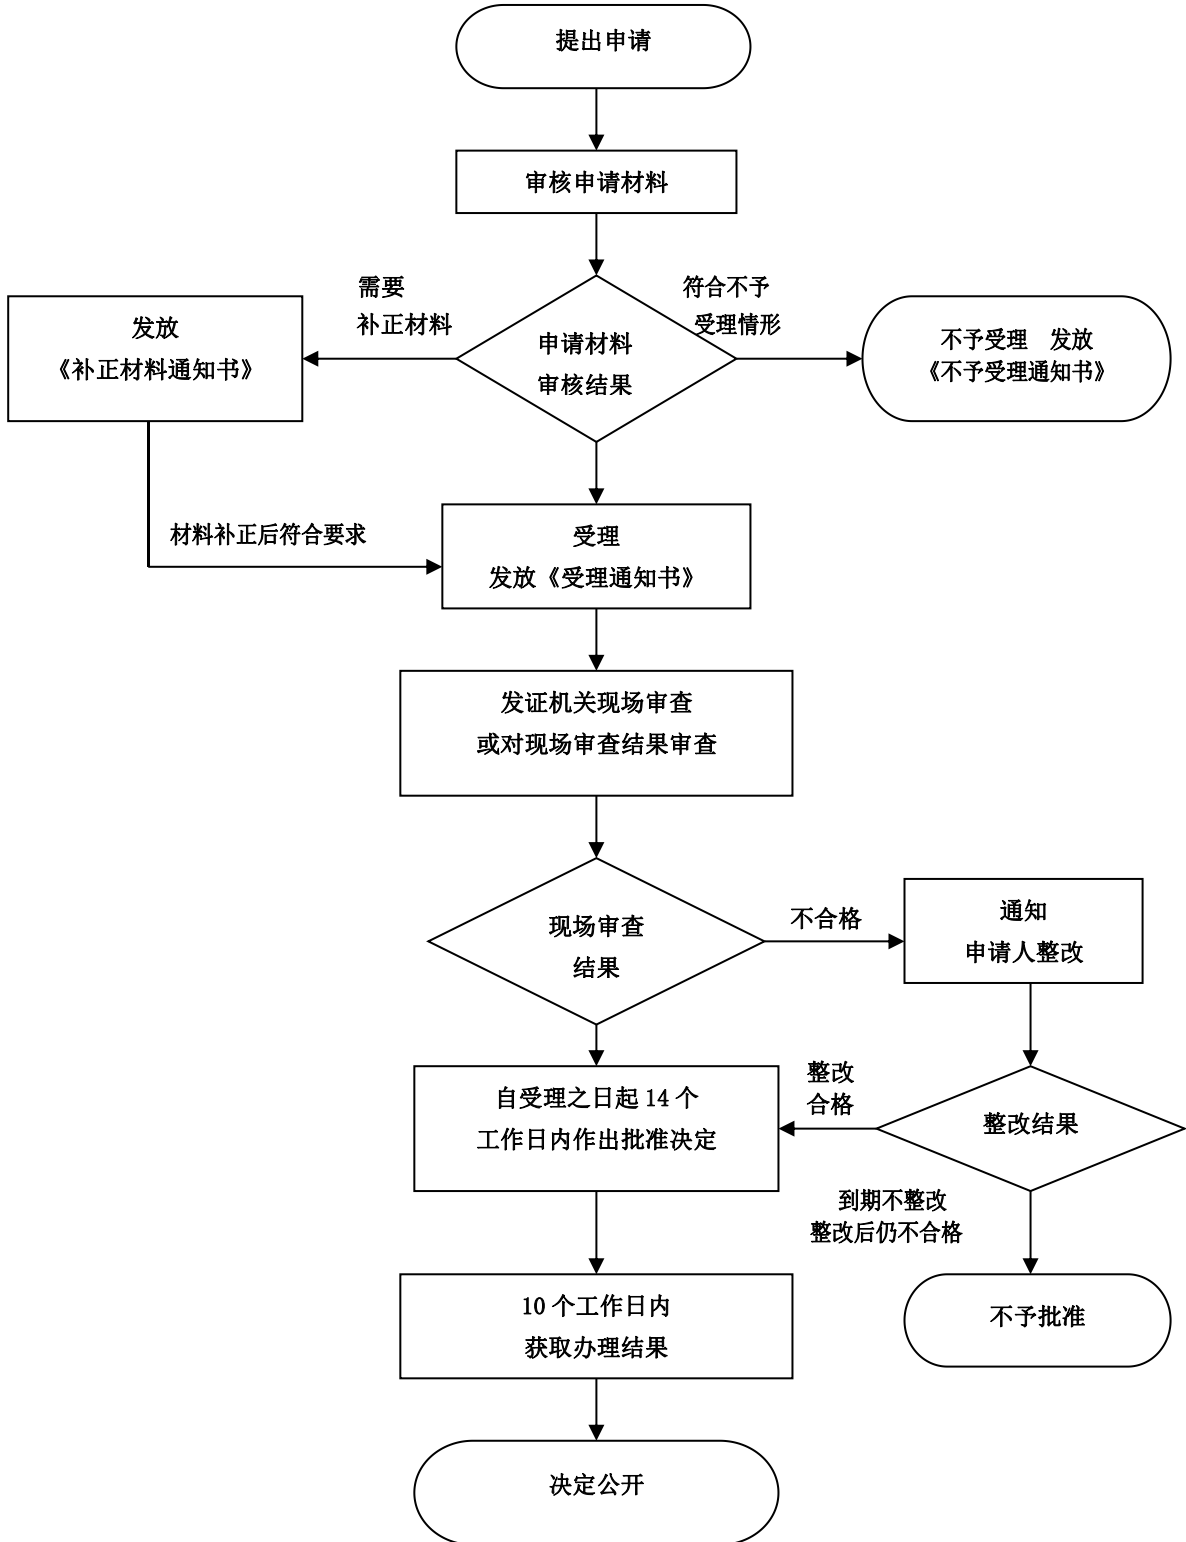 提出申请
审核申请材料
需要
补正材料
符合不予
受理情形
发放
《补正材料通知书》
申请材料
审核结果
不予受理 发放
《不予受理通知书》
材料补正后符合要求
受理
发放《受理通知书》
发证机关现场审查
或对现场审查结果审查
现场审查
结果
不合格
通知
申请人整改
自受理之日起14个
工作日内作出批准决定
整改
合格
整改结果
到期不整改
整改后仍不合格
10个工作日内
获取办理结果
不予批准
决定公开